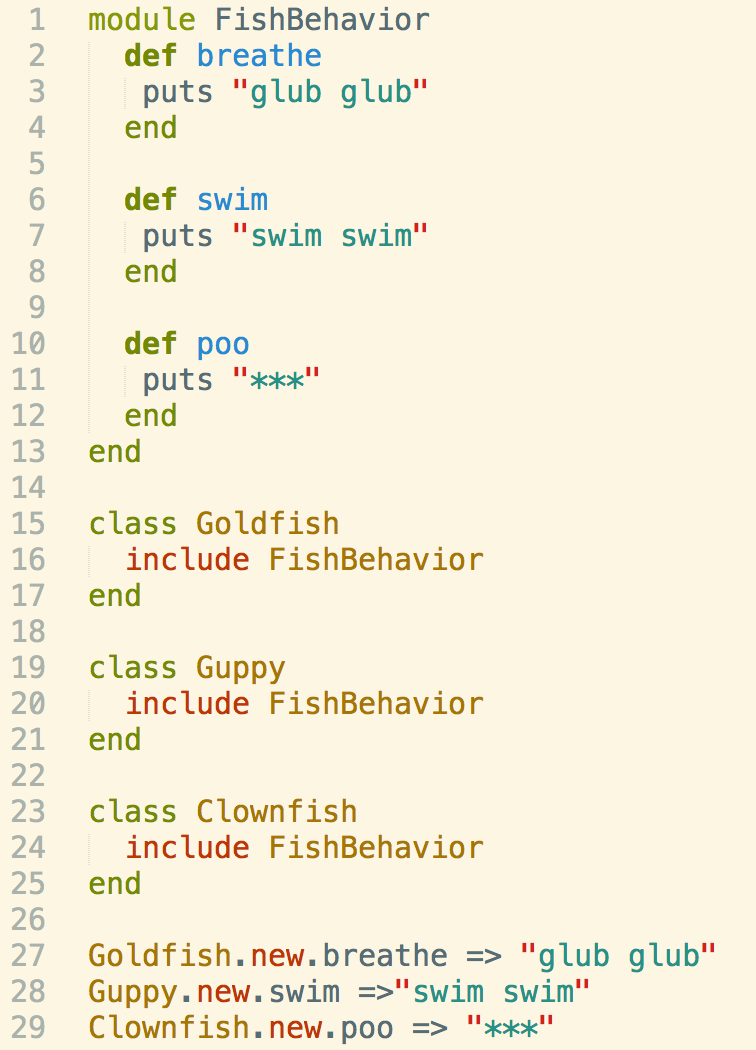 1 module FishBehavior
2   def breathe
3    puts "glub glub"
4   end
5
6   def swim
7    puts "swim swim"
8   end
9
10   def poo
11    puts "***"
12   end
13 end
14
15 class Goldfish
16   include FishBehavior
17 end
18
19 class Guppy
20   include FishBehavior
21 end
22
23 class Clownfish
24   include FishBehavior
25 end
26
27 Goldfish.new.breathe => "glub glub"
28 Guppy.new.swim =>"swim swim"
29 Clownfish.new.poo => "***"